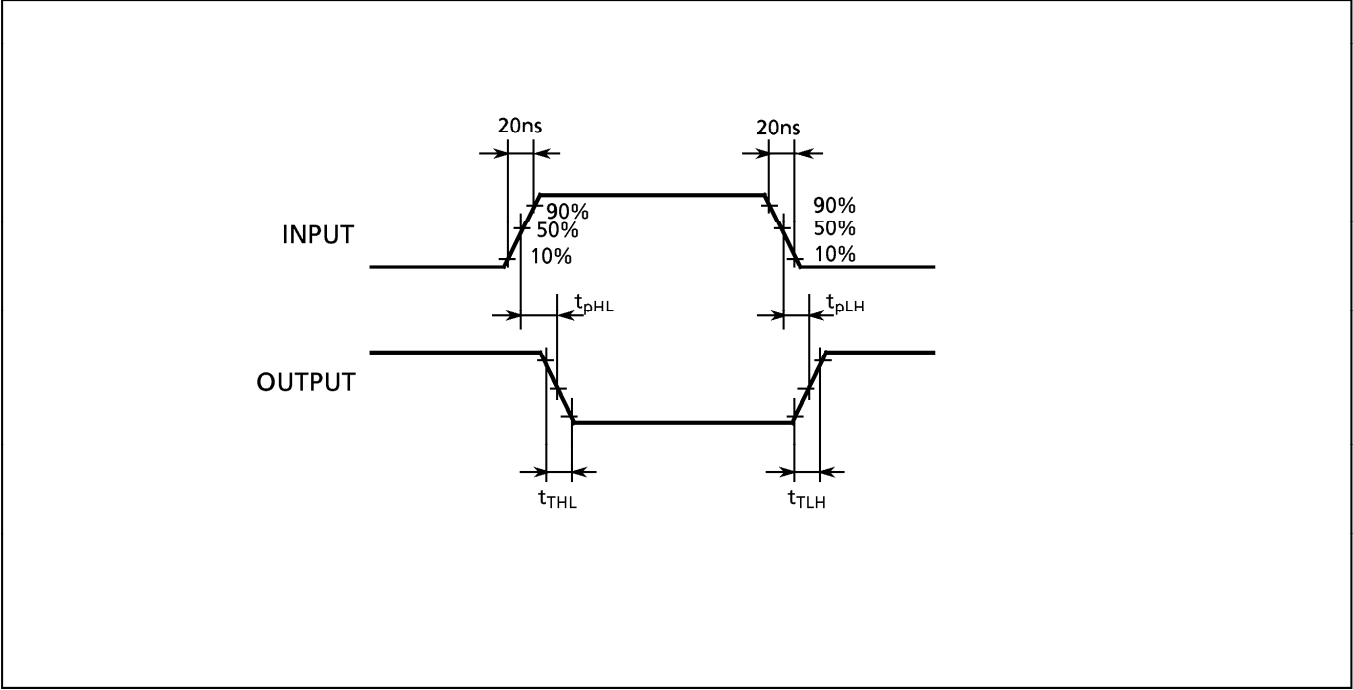 20ns
20ns
INPUT
90%
50%
10%
90%
50%
10%
tpHL
tpLH
OUTPUT
tTHL
tTLH